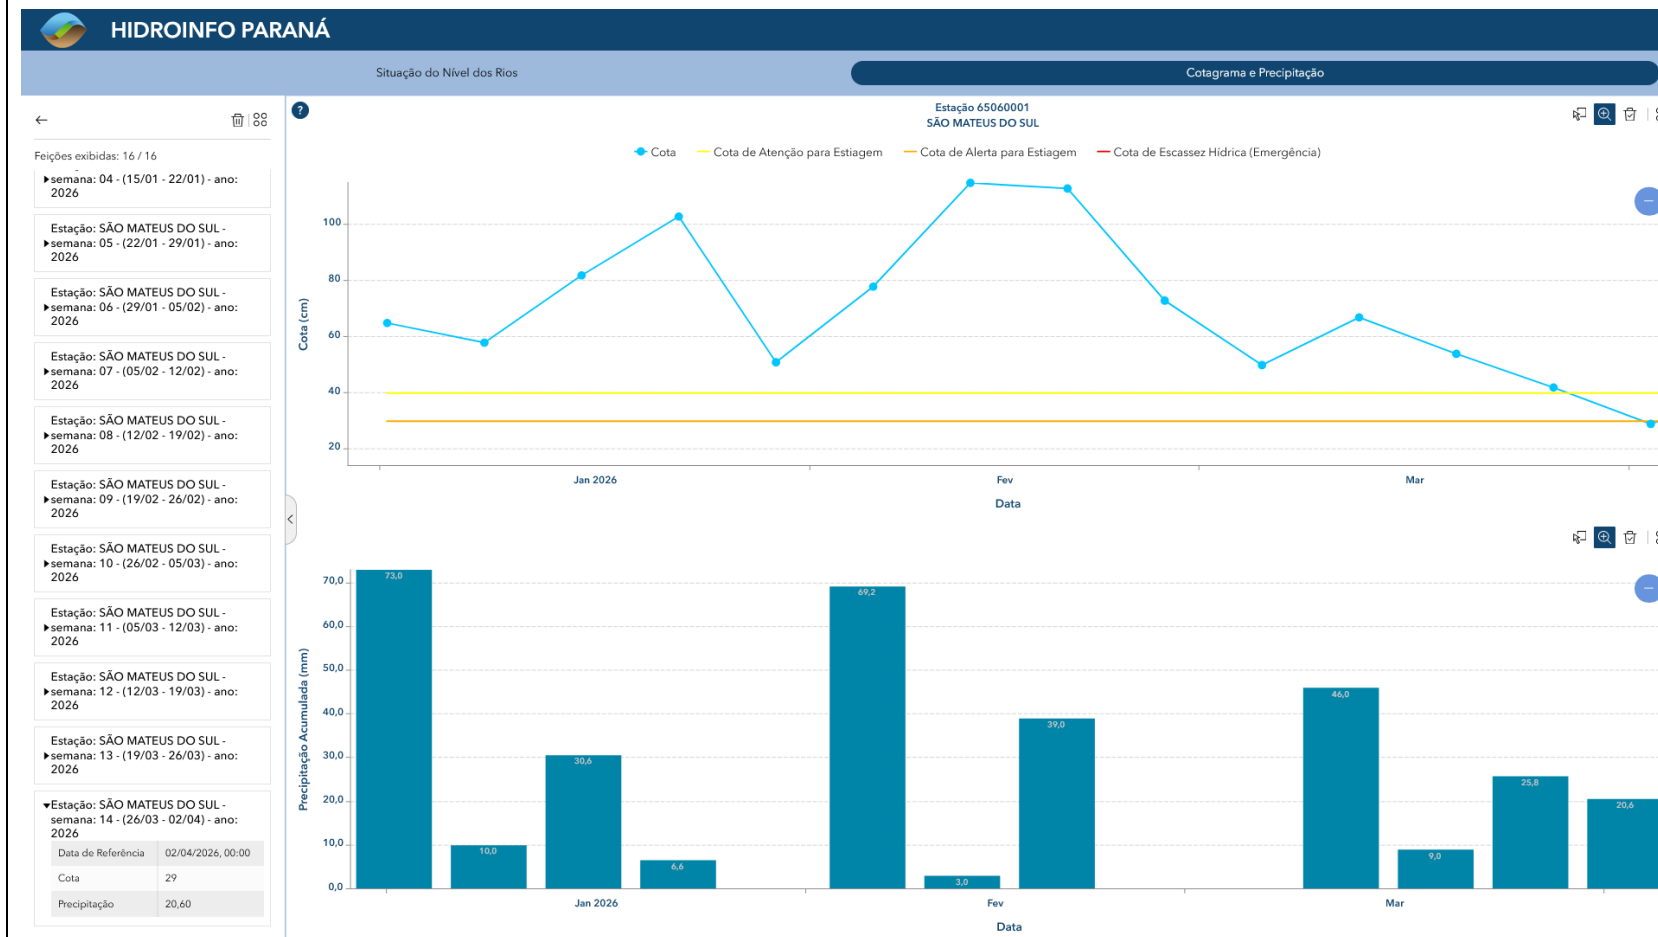 HIDROINFO PARANÁ
Situação do Nível dos Rios
Cotagrama e Precipitação
Feições exibidas: 16 / 16
semana: 04 - (15/01 - 22/01) - ano:
2026
Estação: SÃO MATEUS DO SUL -
semana: 05 - (22/01 - 29/01) - ano:
2026
Estação: SÃO MATEUS DO SUL -
semana: 06 - (29/01 - 05/02) - ano:
2026
Estação: SÃO MATEUS DO SUL -
semana: 07 - (05/02 - 12/02) - ano:
2026
Estação: SÃO MATEUS DO SUL -
semana: 08 - (12/02 - 19/02) - ano:
2026
Estação: SÃO MATEUS DO SUL -
semana: 09 - (19/02 - 26/02) - ano:
2026
Estação: SÃO MATEUS DO SUL -
semana: 10 - (26/02 - 05/03) - ano:
2026
Estação: SÃO MATEUS DO SUL -
semana: 11 - (05/03 - 12/03) - ano:
2026
Estação: SÃO MATEUS DO SUL -
semana: 12 - (12/03 - 19/03) - ano:
2026
Estação: SÃO MATEUS DO SUL -
semana: 13 - (19/03 - 26/03) - ano:
2026
Estação: SÃO MATEUS DO SUL -
semana: 14 - (26/03 - 02/04) - ano:
2026
Data de Referência 02/04/2026, 00:00
Cota 29
Precipitação 20,60
?
Estação 65060001
SÃO MATEUS DO SUL
Cota Cota de Atenção para Estiagem Cota de Alerta para Estiagem Cota de Escassez Hídrica (Emergência)
Cota (cm)
100
80
60
40
20
Jan 2026 Fev Mar
Data
Precipitação Acumulada (mm)
70,0
60,0
50,0
40,0
30,0
20,0
10,0
0,0
73,0
10,0
30,6
6,6
69,2
3,0
39,0
46,0
9,0
25,8
20,6
Jan 2026 Fev Mar
Data